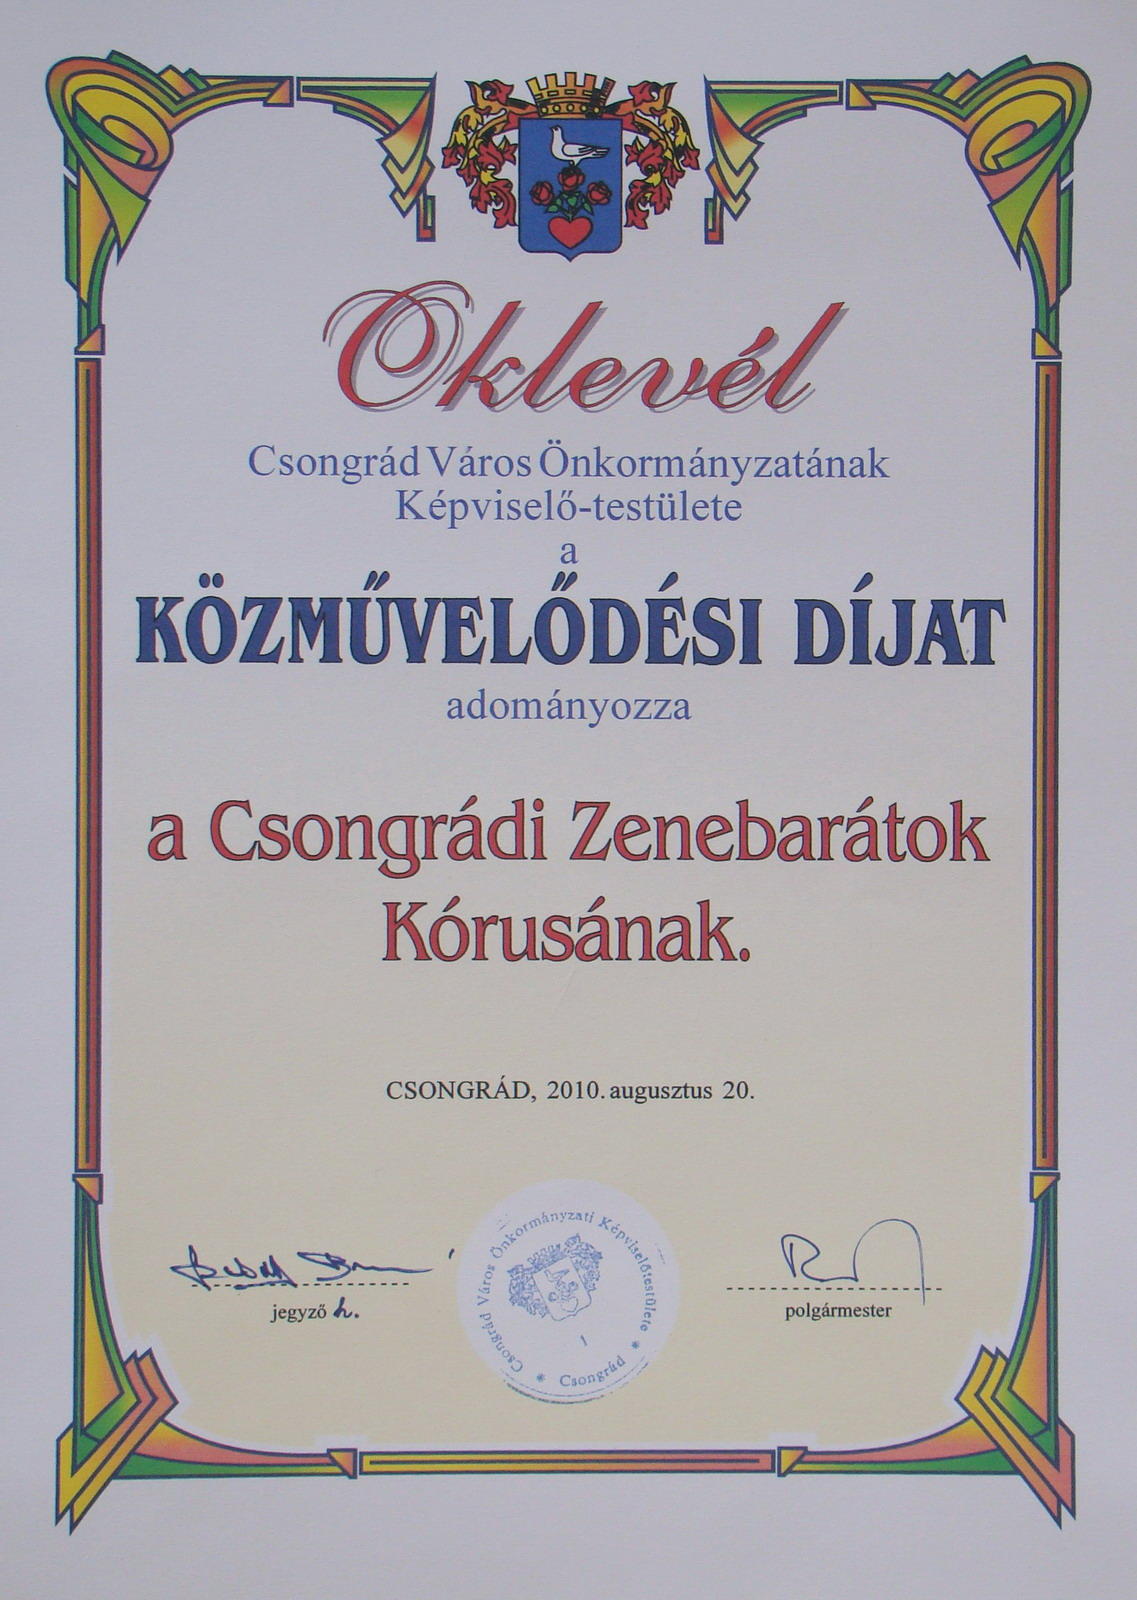 Oklevél
Csongrád Város Önkormányzatának
Képviselő-testülete
a
KÖZMŰVELŐDÉSI DÍJAT
adományozza
a Csongrádi Zenebarátok
Kórusának.
CSONGRÁD, 2010. augusztus 20.
jegyző h.
polgármester
Csongrád Város Önkormányzati Képviselőtestülete
1
* Csongrád *